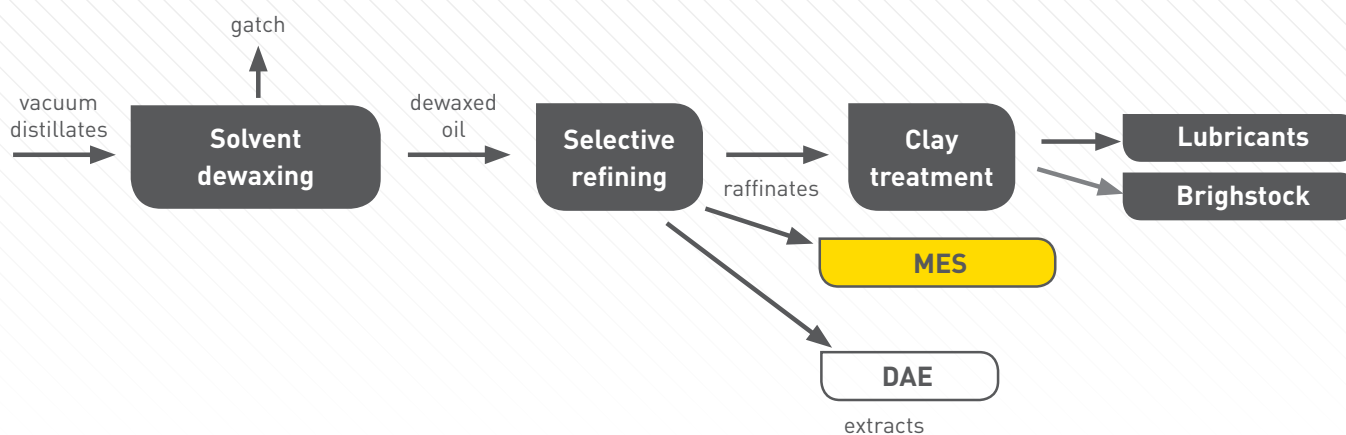 gatch
vacuum
distillates
Solvent
dewaxing
dewaxed
oil
Selective
refining
raffinates
Clay
treatment
Lubricants
Brighstock
MES
DAE
extracts